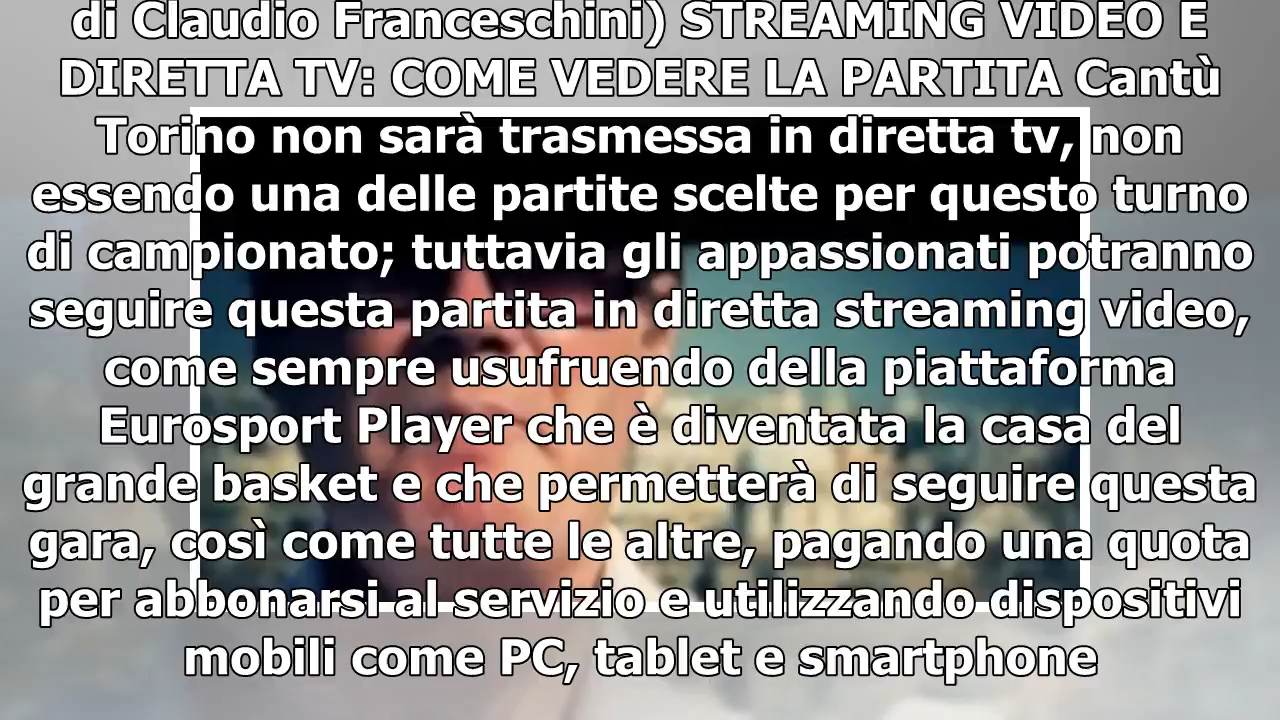 di Claudio Franceschini) STREAMING VIDEO E
DIRETTA TV: COME VEDERE LA PARTITA Cantù
Torino non sarà trasmessa in diretta tv, non
essendo una delle partite scelte per questo turno
di campionato; tuttavia gli appassionati potranno
seguire questa partita in diretta streaming video,
come sempre usufruendo della piattaforma
Eurosport Player che è diventata la casa del
grande basket e che permetterà di seguire questa
gara, così come tutte le altre, pagando una quota
per abbonarsi al servizio e utilizzando dispositivi
mobili come PC, tablet e smartphone